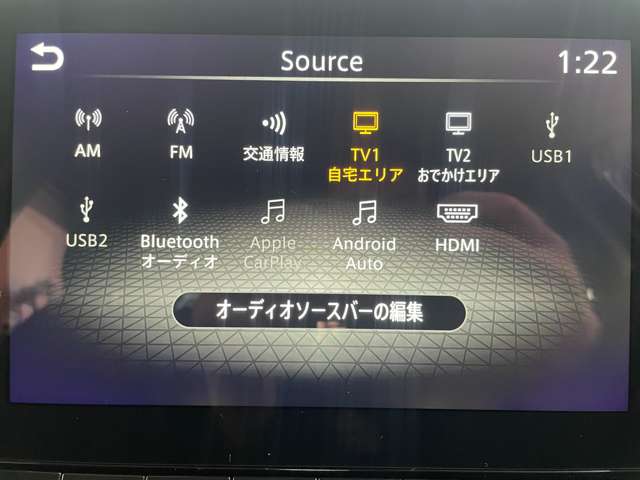 Source
1:22
AM
FM
交通情報
TV1
自宅エリア
TV2
おでかけエリア
USB1
USB2
Bluetooth
オーディオ
Apple
CarPlay
Android
Auto
HDMI
オーディオソースバーの編集